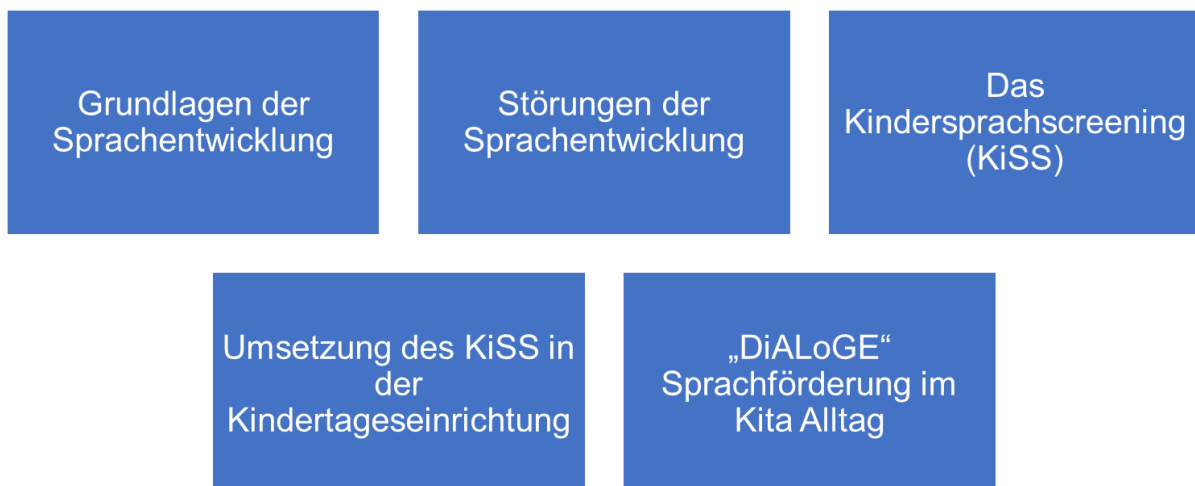 Grundlagen der
Sprachentwicklung
Störungen der
Sprachentwicklung
Das
Kindersprachscreening
(KiSS)
Umsetzung des KiSS in
der
Kindertageseinrichtung
„DiALoGE“
Sprachförderung im
Kita Alltag